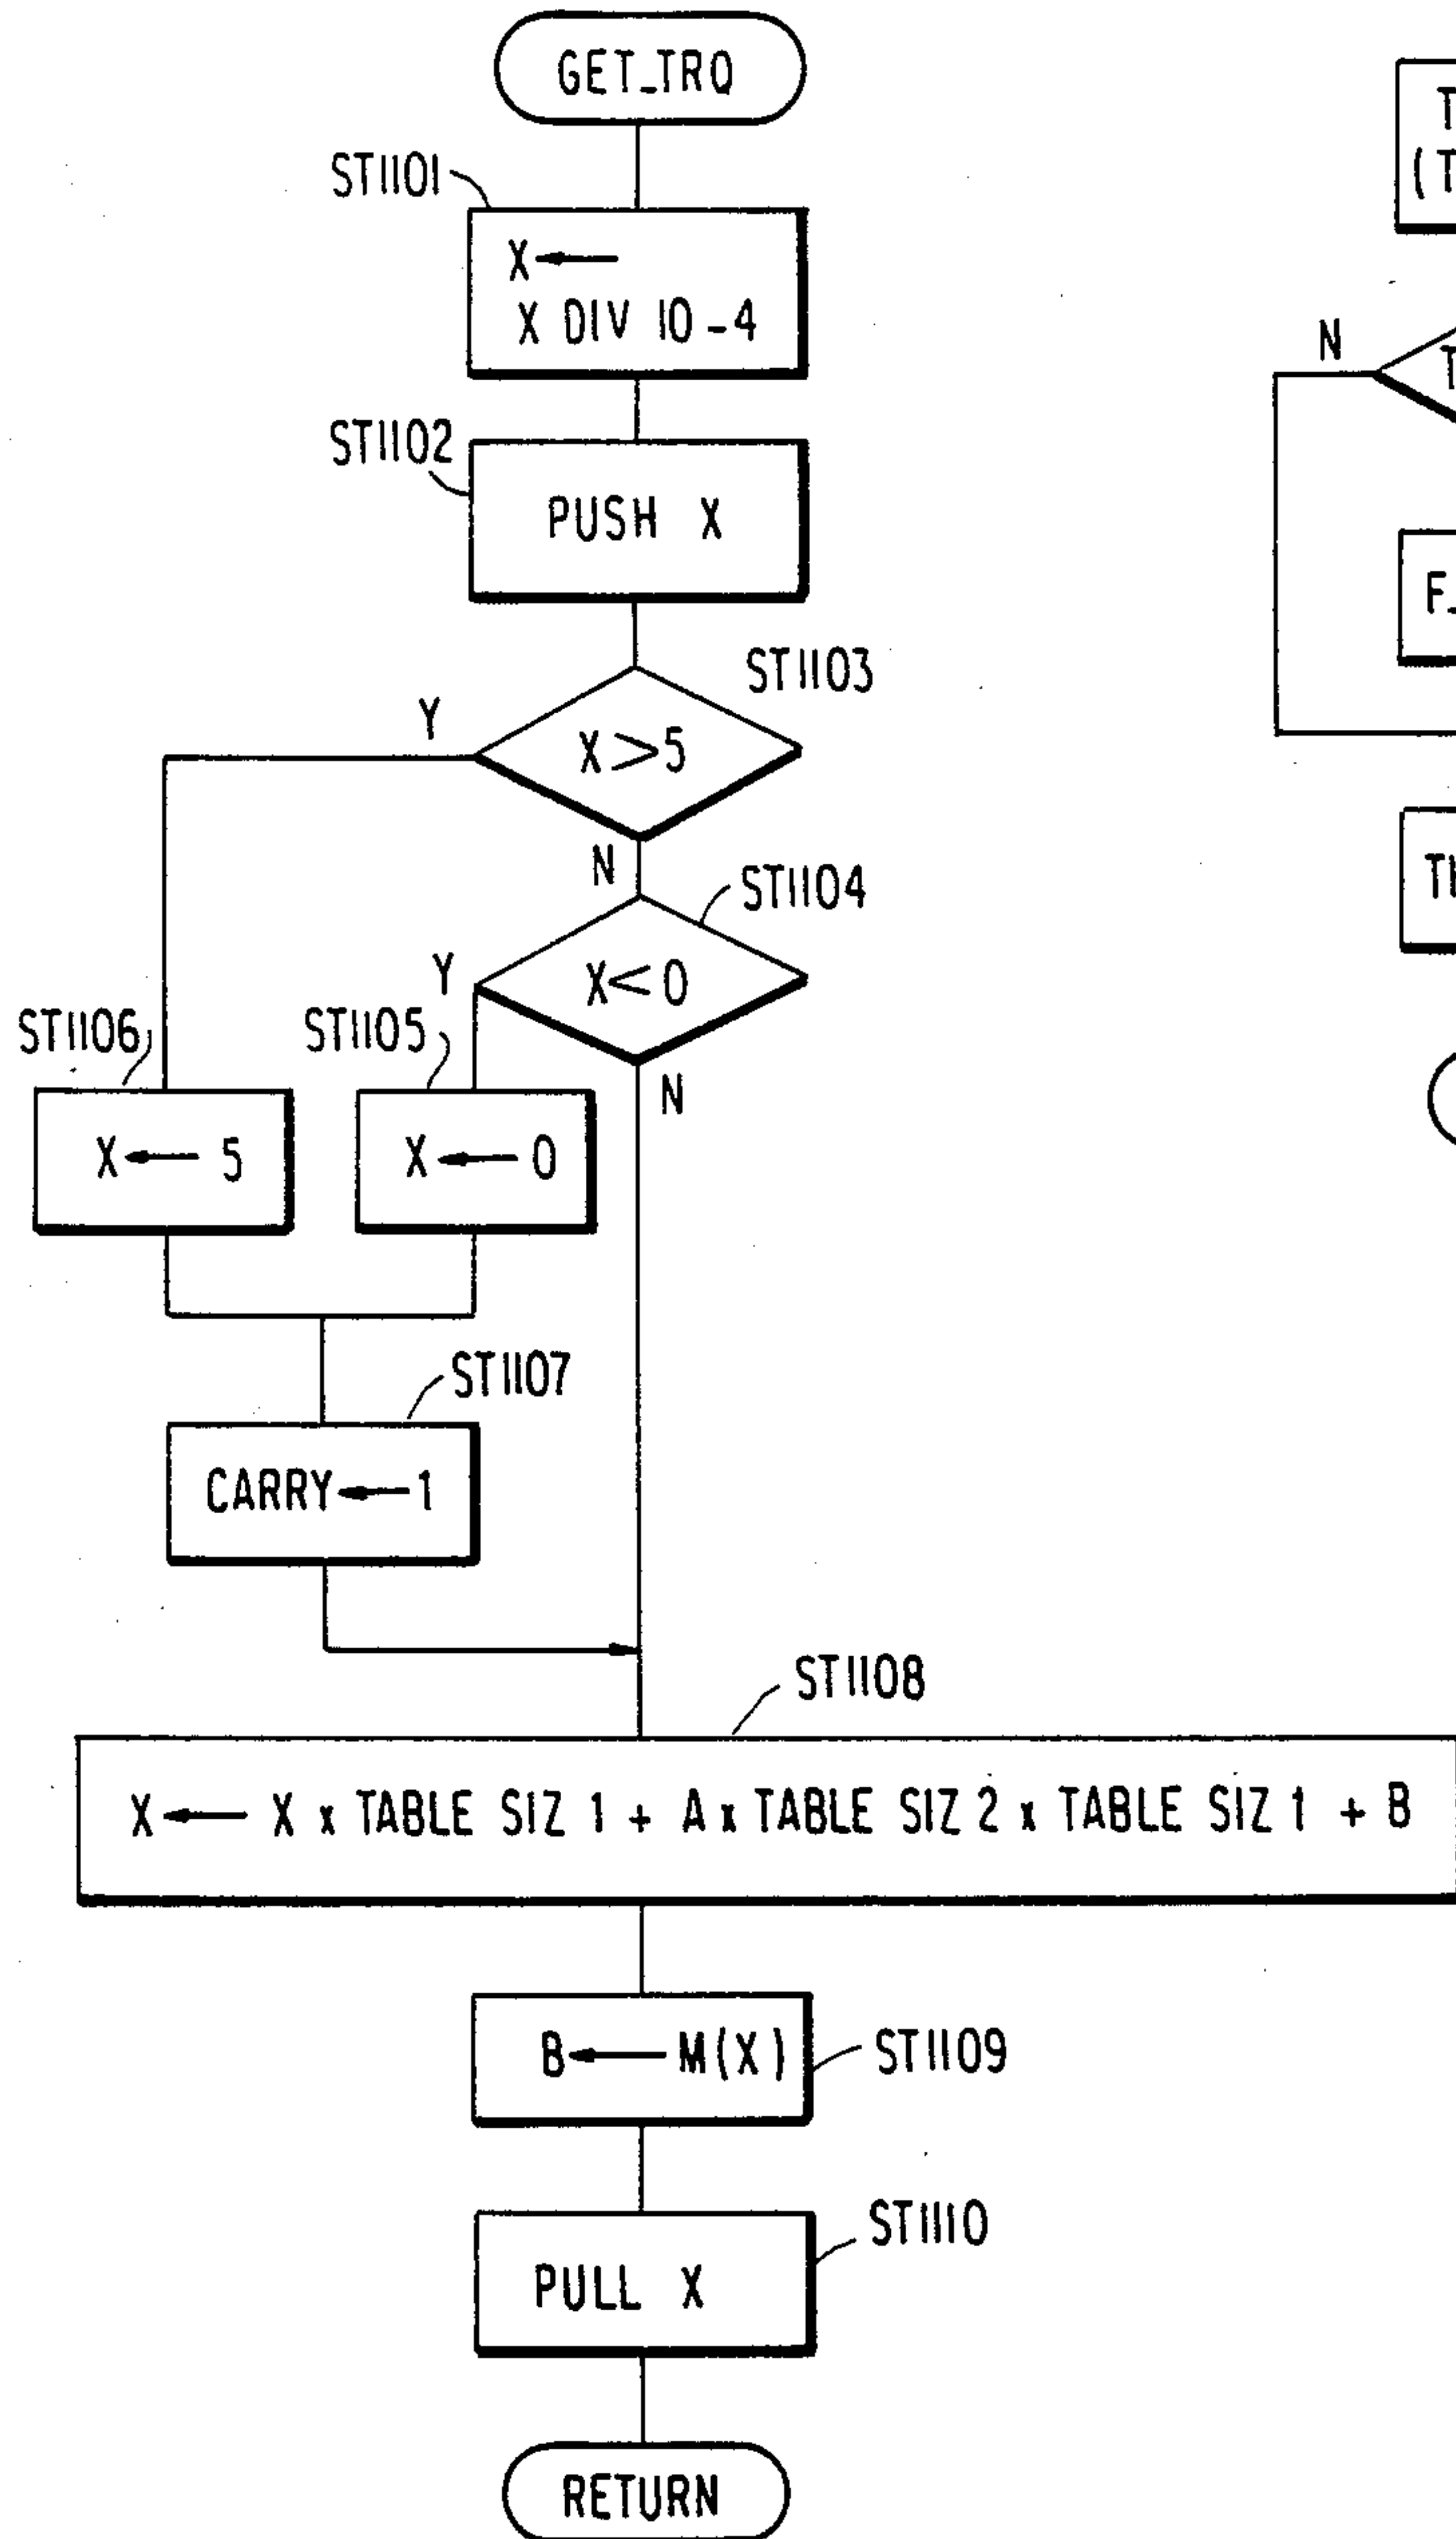 GET_TRQ
ST1101
X ←
X DIV 10-4
ST1102
PUSH X
ST1103
Y
X>5
N
ST1104
Y
X<0
N
ST1106
ST1105
X ← 5
X ← 0
ST1107
CARRY ← 1
ST1108
X ← X x TABLE SIZ 1 + A x TABLE SIZ 2 x TABLE SIZ 1 + B
B ← M(X)
ST1109
ST1110
PULL X
RETURN
T
(T
N
T
F_